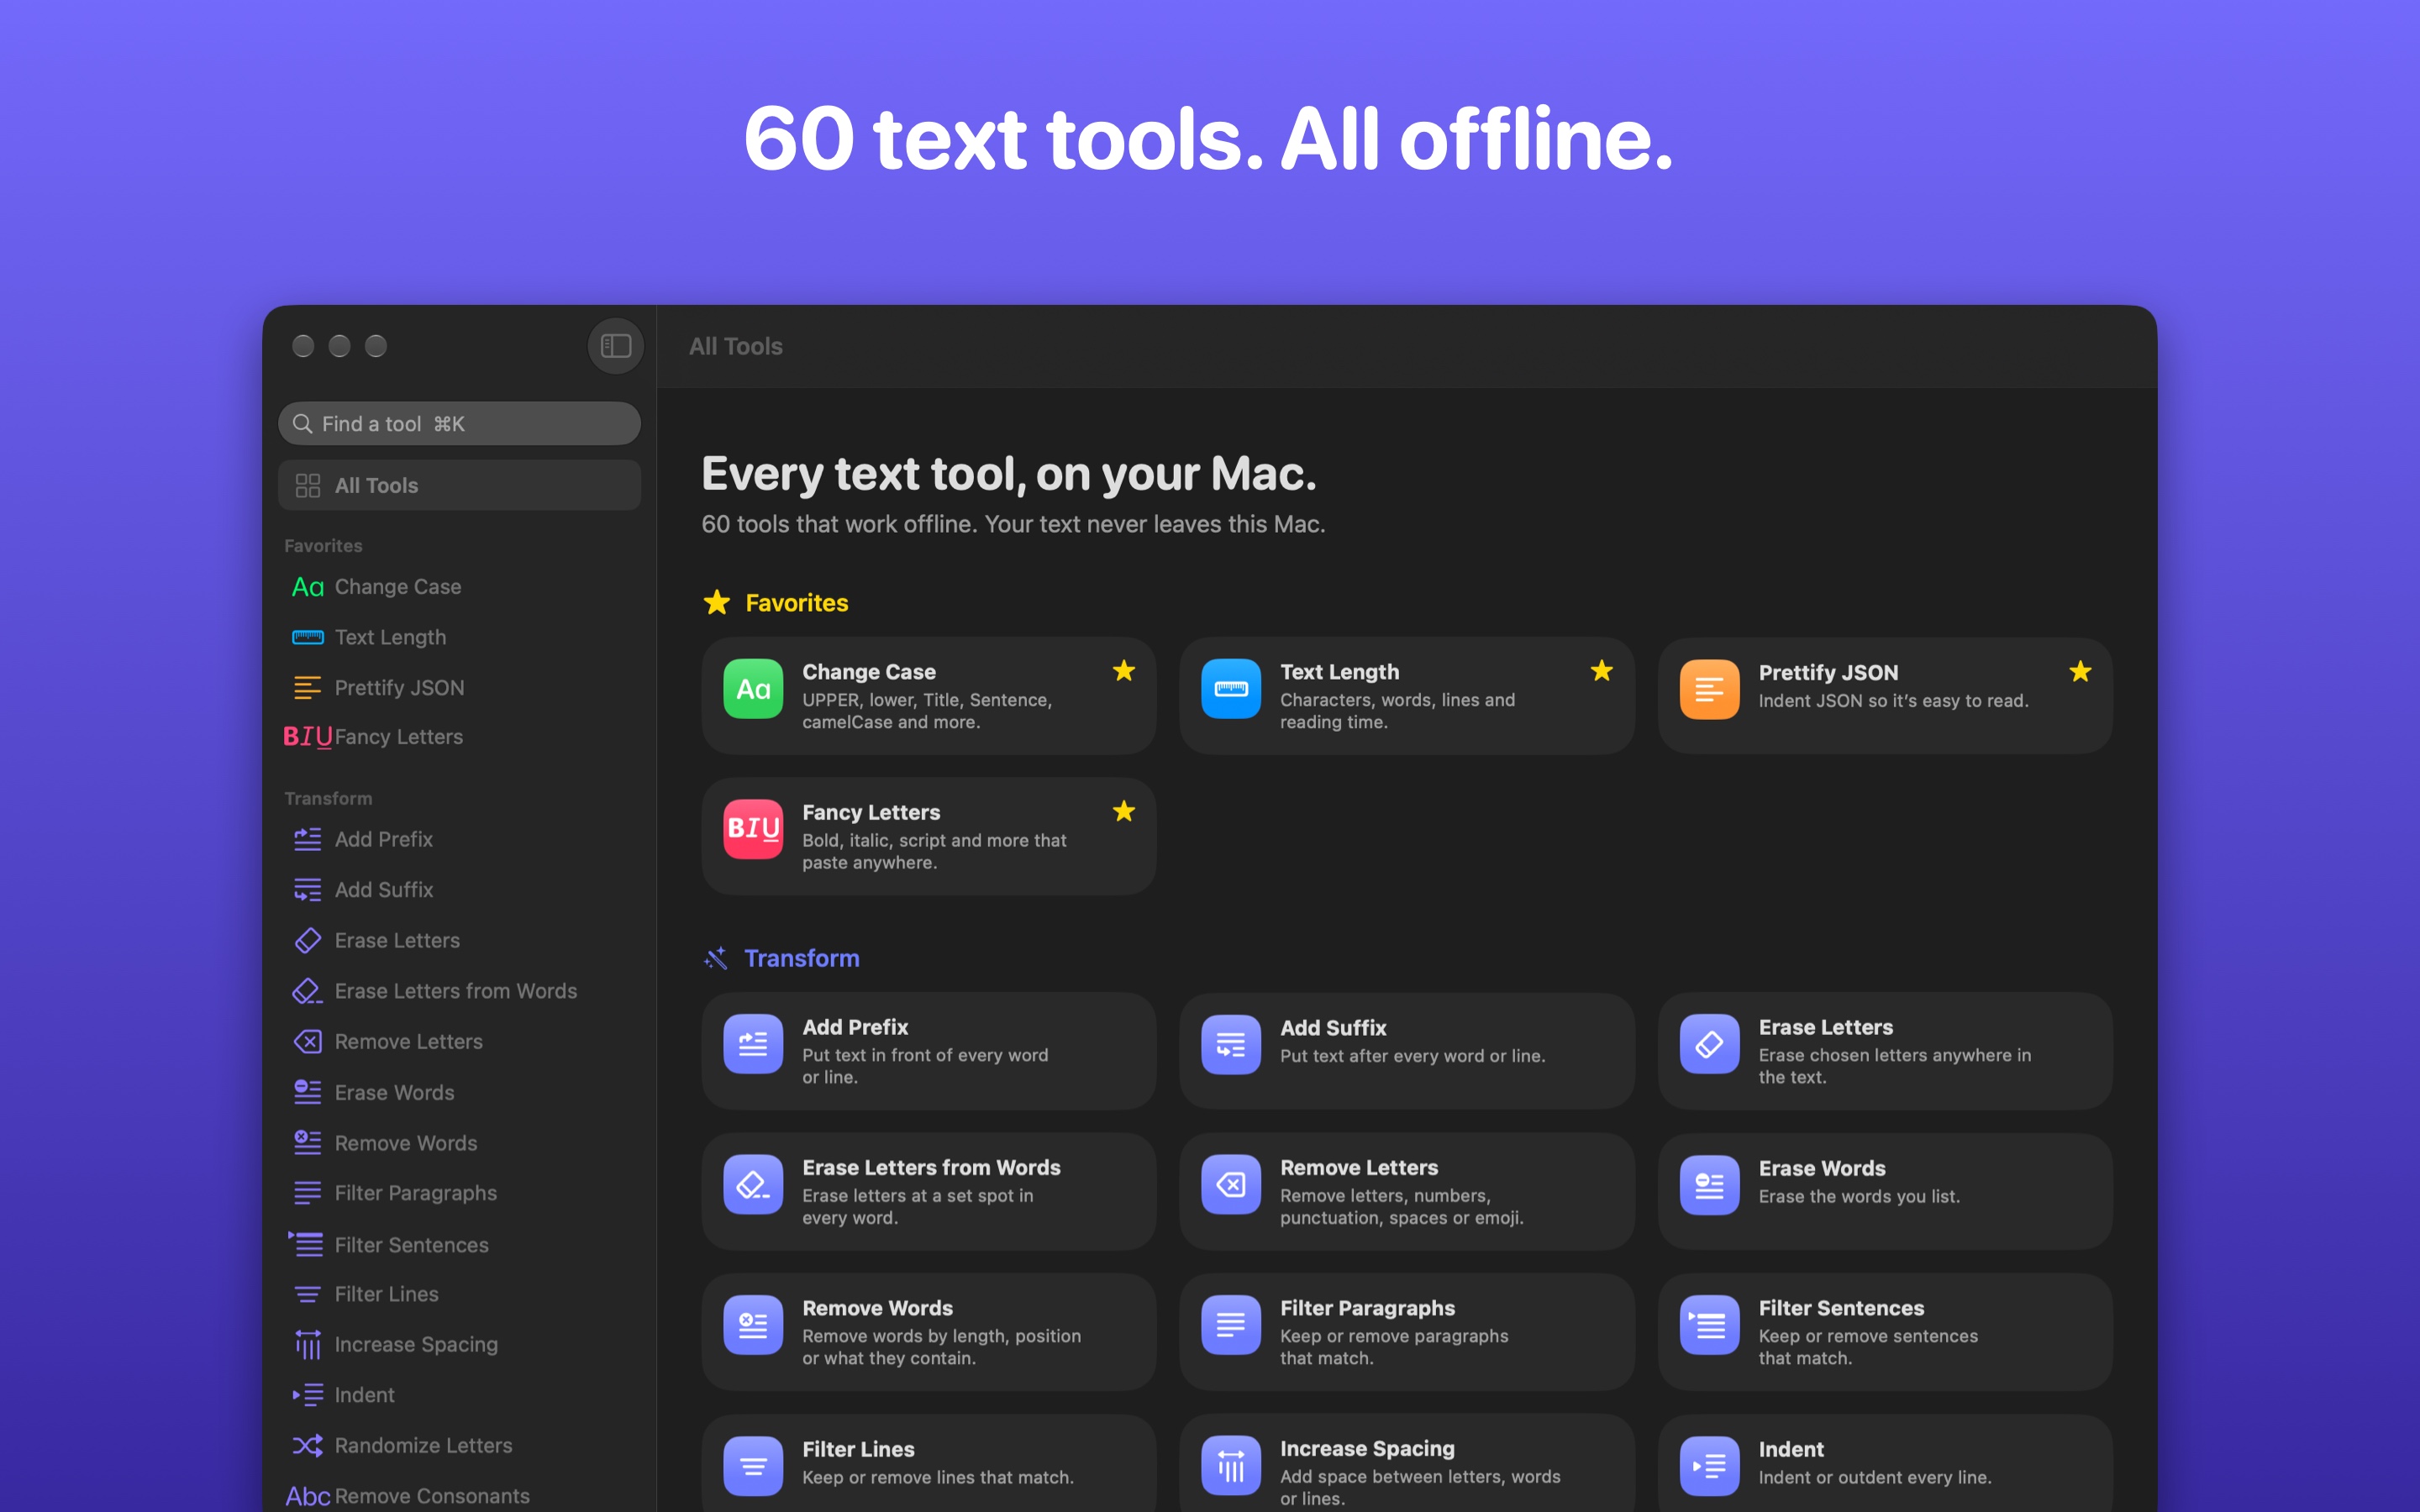 60 text tools. All offline.
Find a tool ⌘K
All Tools
Favorites
Aa Change Case
Text Length
Prettify JSON
BIU Fancy Letters
Transform
Add Prefix
Add Suffix
Erase Letters
Erase Letters from Words
Remove Letters
Erase Words
Remove Words
Filter Paragraphs
Filter Sentences
Filter Lines
Increase Spacing
Indent
Randomize Letters
Abc Remove Consonants
All Tools
Every text tool, on your Mac.
60 tools that work offline. Your text never leaves this Mac.
Favorites
Aa
Change Case
UPPER, lower, Title, Sentence,
camelCase and more.
Text Length
Characters, words, lines and
reading time.
Prettify JSON
Indent JSON so it’s easy to read.
BIU
Fancy Letters
Bold, italic, script and more that
paste anywhere.
Transform
Add Prefix
Put text in front of every word
or line.
Add Suffix
Put text after every word or line.
Erase Letters
Erase chosen letters anywhere in
the text.
Erase Letters from Words
Erase letters at a set spot in
every word.
Remove Letters
Remove letters, numbers,
punctuation, spaces or emoji.
Erase Words
Erase the words you list.
Remove Words
Remove words by length, position
or what they contain.
Filter Paragraphs
Keep or remove paragraphs
that match.
Filter Sentences
Keep or remove sentences
that match.
Filter Lines
Keep or remove lines that match.
Increase Spacing
Add space between letters, words
or lines.
Indent
Indent or outdent every line.